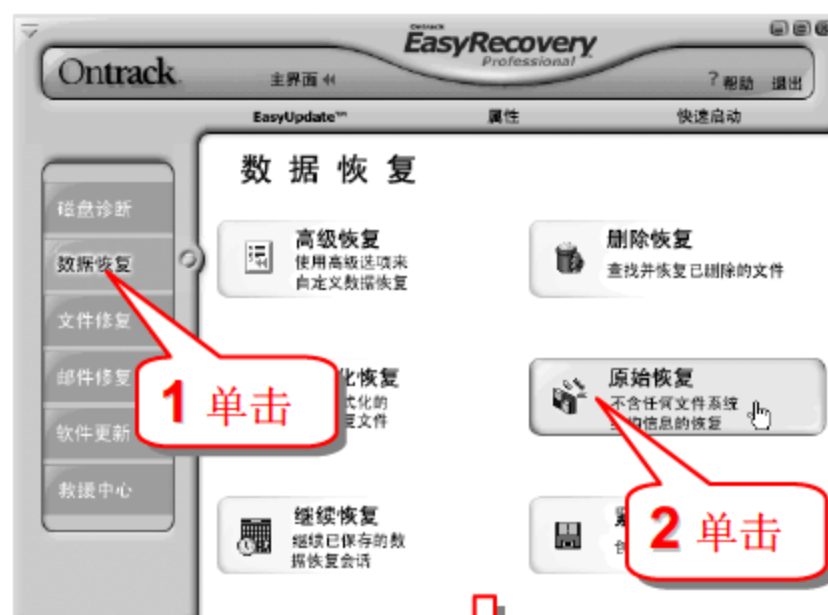 Ontrack
EasyRecovery
Professional
Ontrack
主界面
? 帮助 退出
EasyUpdate™ 属性 快速启动
数据恢复
磁盘诊断
数据恢复
文件修复
邮件修复
软件更新
救援中心
高级恢复
使用高级选项来
自定义数据恢复
删除恢复
查找并恢复已删除的文件
化恢复
式化的
复文件
原始恢复
不含任何文件系统
构信息的恢复
继续恢复
继续已保存的数
据恢复会话
1 单击
2 单击